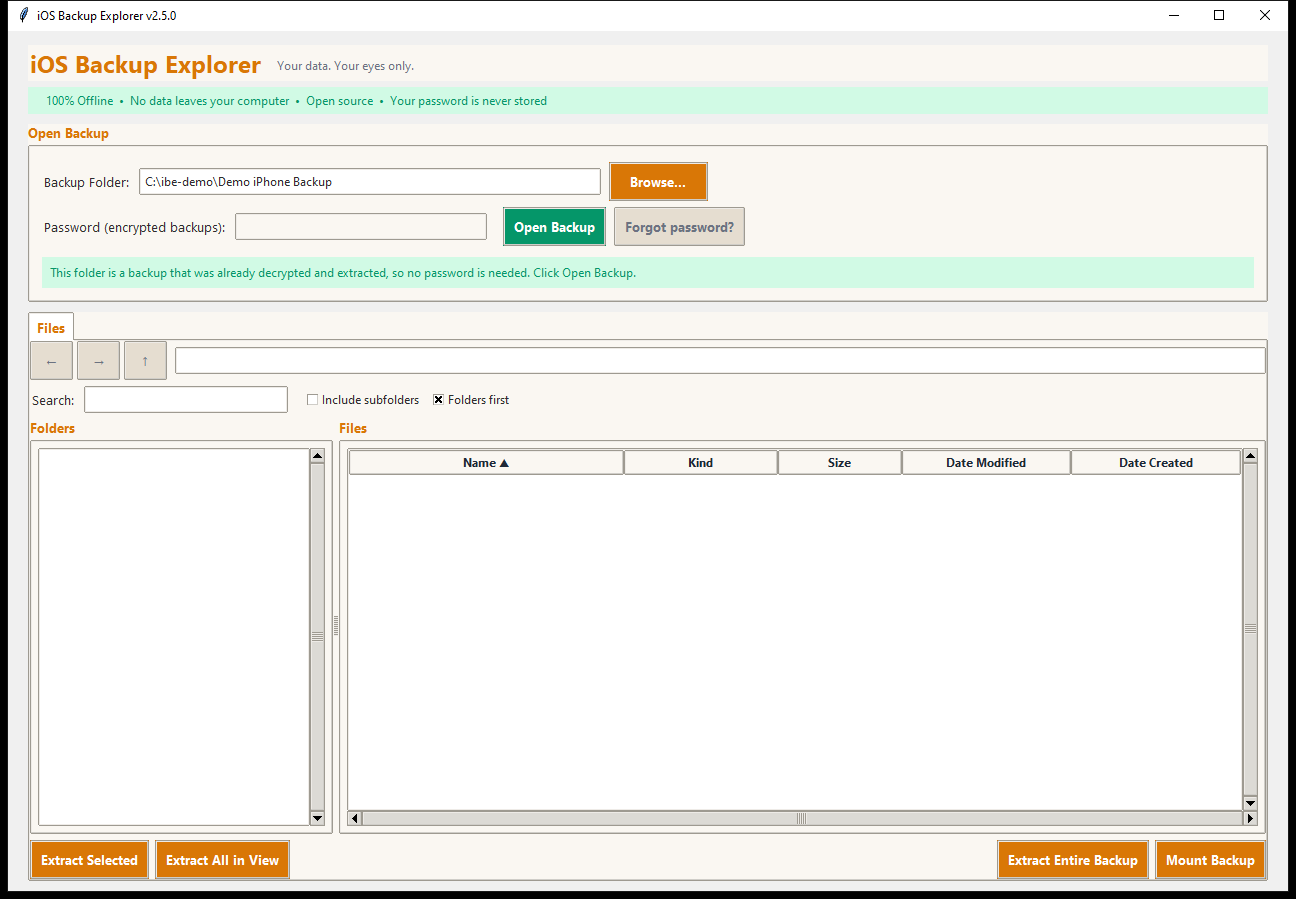 iOS Backup Explorer v2.5.0
iOS Backup Explorer Your data. Your eyes only.
100% Offline • No data leaves your computer • Open source • Your password is never stored
Open Backup
Backup Folder: C:\ibe-demo\Demo iPhone Backup Browse...
Password (encrypted backups): Open Backup Forgot password?
This folder is a backup that was already decrypted and extracted, so no password is needed. Click Open Backup.
Files
← → ↑
Search: Include subfolders Folders first
Folders Files
Name ▲ Kind Size Date Modified Date Created
Extract Selected Extract All in View Extract Entire Backup Mount Backup